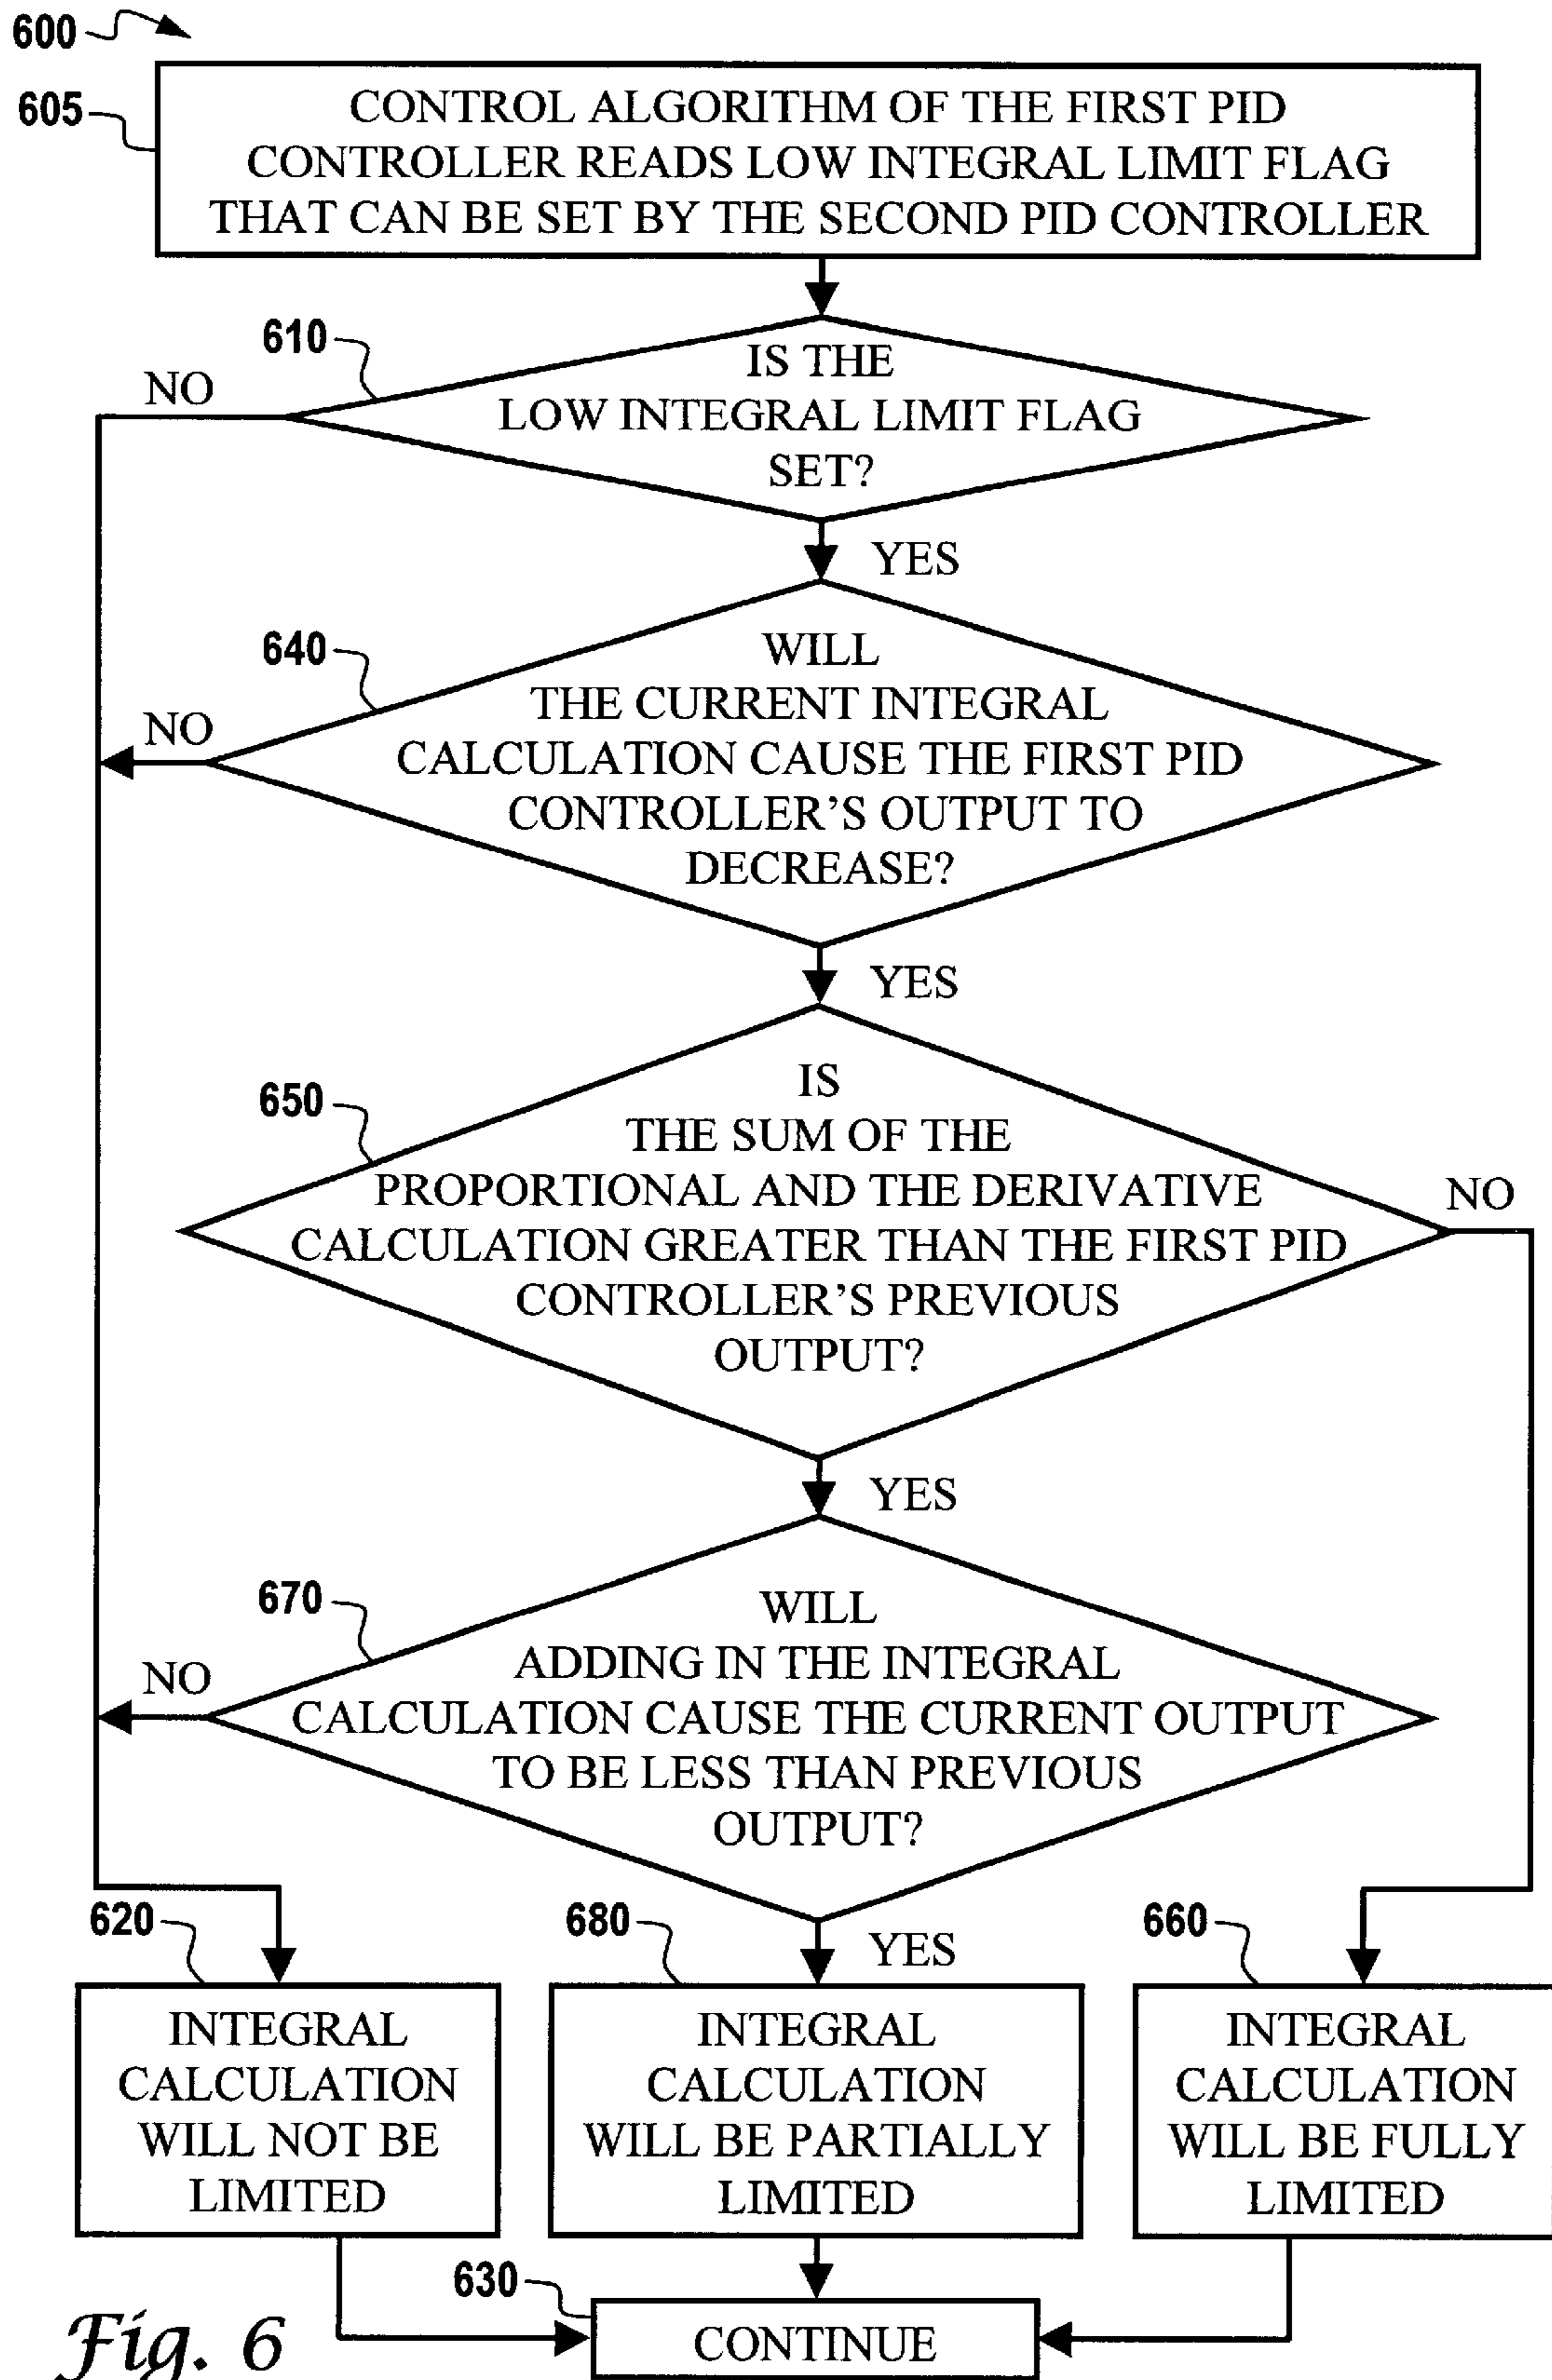 600
605
CONTROL ALGORITHM OF THE FIRST PID
CONTROLLER READS LOW INTEGRAL LIMIT FLAG
THAT CAN BE SET BY THE SECOND PID CONTROLLER
610
NO
IS THE
LOW INTEGRAL LIMIT FLAG
SET?
YES
640
NO
WILL
THE CURRENT INTEGRAL
CALCULATION CAUSE THE FIRST PID
CONTROLLER’S OUTPUT TO
DECREASE?
YES
650
IS
THE SUM OF THE
PROPORTIONAL AND THE DERIVATIVE
CALCULATION GREATER THAN THE FIRST PID
CONTROLLER’S PREVIOUS
OUTPUT?
NO
YES
670
NO
WILL
ADDING IN THE INTEGRAL
CALCULATION CAUSE THE CURRENT OUTPUT
TO BE LESS THAN PREVIOUS
OUTPUT?
YES
620
INTEGRAL
CALCULATION
WILL NOT BE
LIMITED
680
INTEGRAL
CALCULATION
WILL BE PARTIALLY
LIMITED
660
INTEGRAL
CALCULATION
WILL BE FULLY
LIMITED
630
CONTINUE
Fig. 6